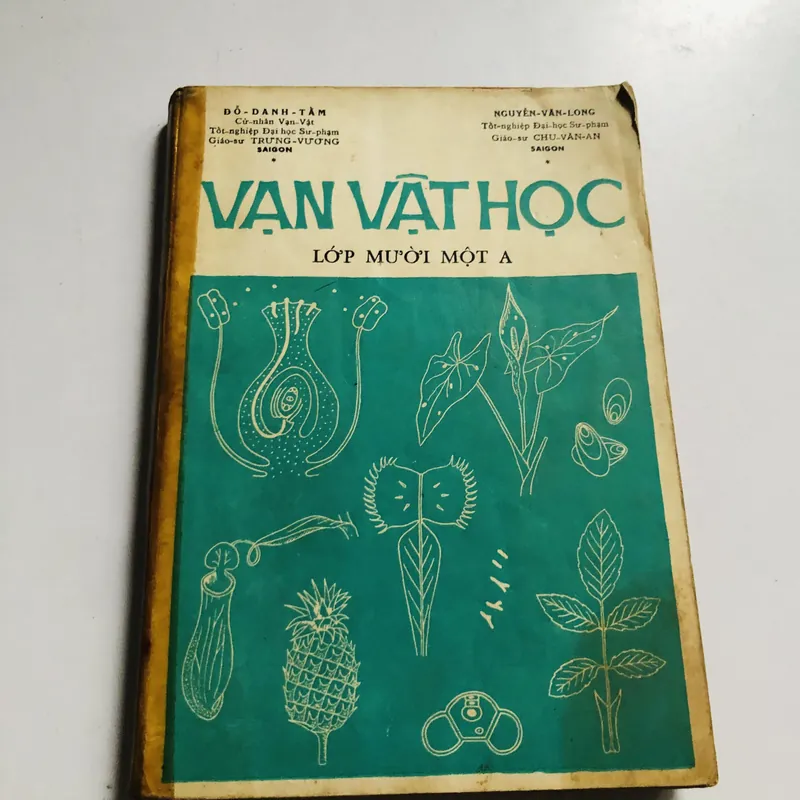 ĐỖ-DANH-TẦM
Cử-nhân Vạn-Vật
Tốt-nghiệp Đại học Sư-phạm
Giáo-sư TRƯNG-VƯƠNG
SAIGON
NGUYỄN-VĂN-LONG
Tốt-nghiệp Đại-học Sư-phạm
Giáo-sư CHU-VĂN-AN
SAIGON
VẠN VẬT HỌC
LỚP MƯỜI MỘT A